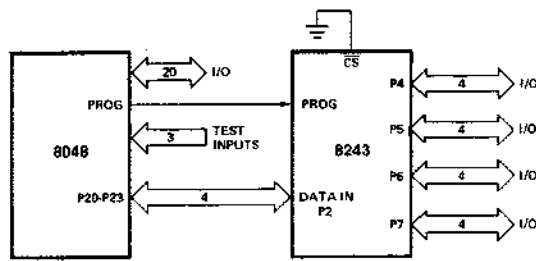 CS
20 I/O
P4 4 I/O
PROG PROG
P5 4 I/O
3 TEST
INPUTS
8048 8243
P6 4 I/O
P20-P23 4 DATA IN
P2
P7 4 I/O